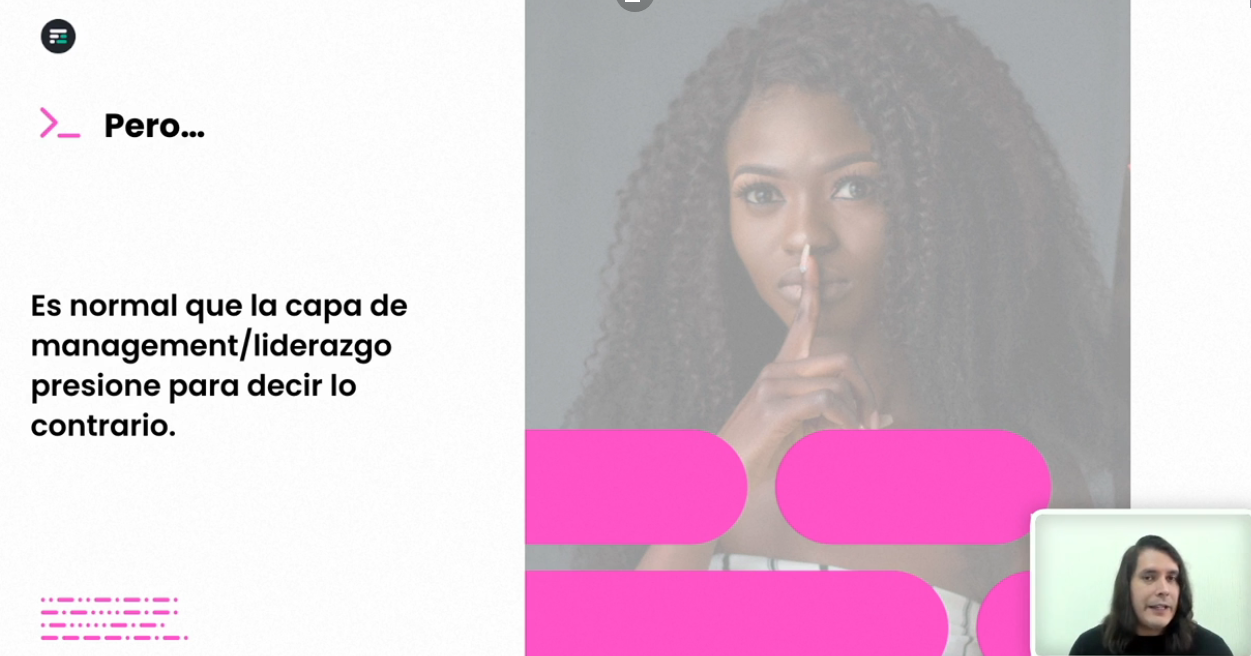 Pero...
Es normal que la capa de
management/liderazgo
presione para decir lo
contrario.